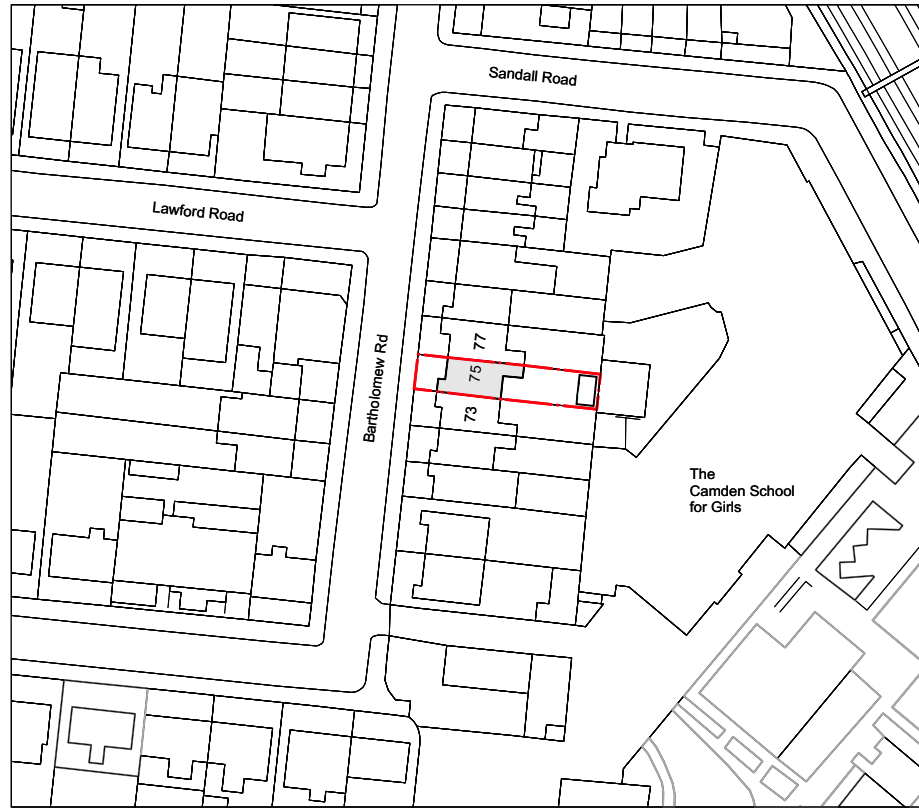 Sandall Road
Lawford Road
Bartholomew Rd
77
75
73
The
Camden School
for Girls